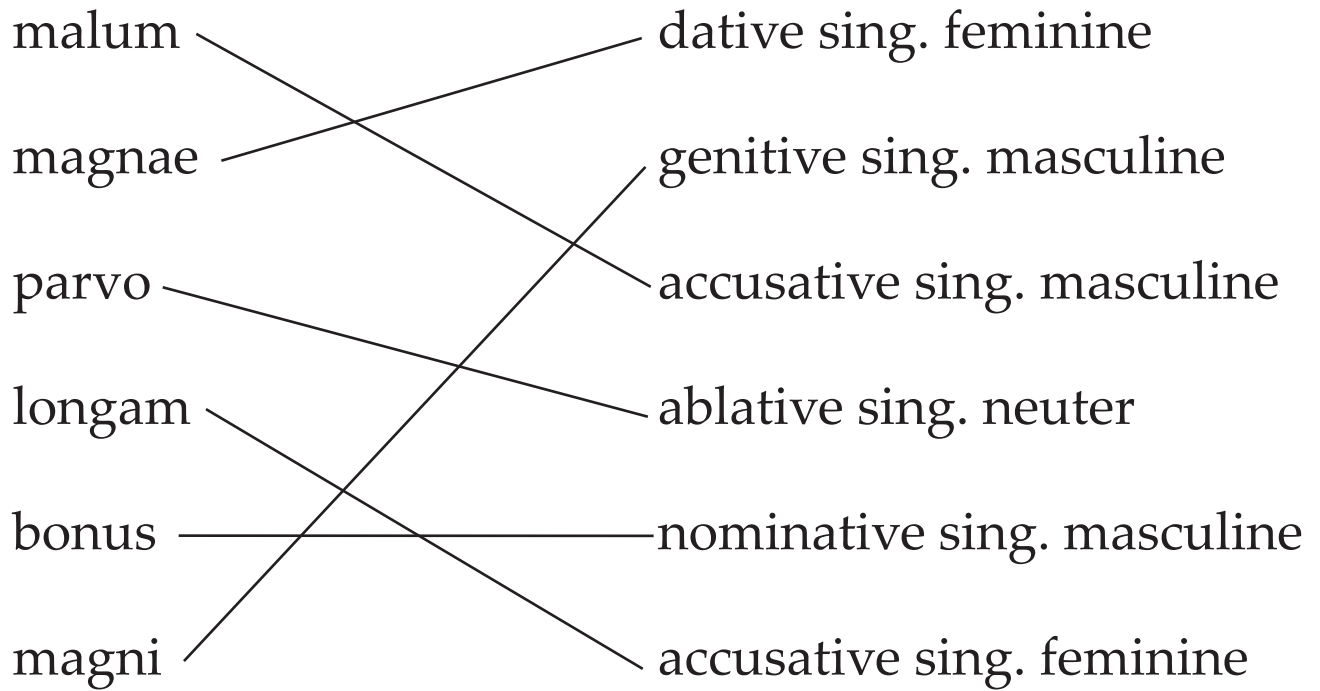 malum dative sing. feminine
magnae genitive sing. masculine
parvo accusative sing. masculine
longam ablative sing. neuter
bonus nominative sing. masculine
magni accusative sing. feminine